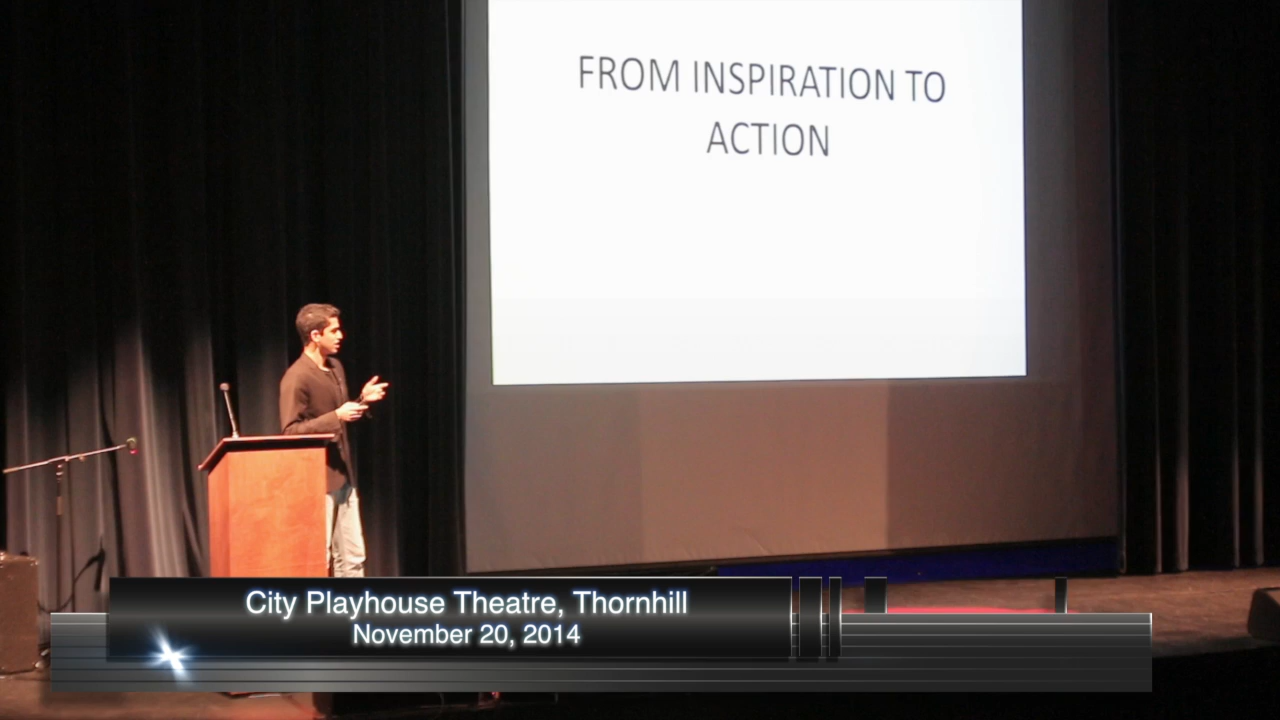 FROM INSPIRATION TO
ACTION
City Playhouse Theatre, Thornhill
November 20, 2014